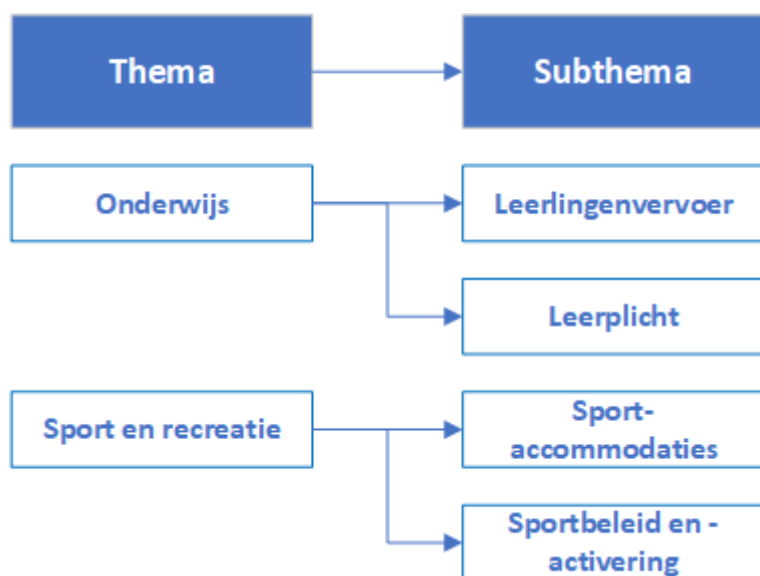 Thema
Subthema
Onderwijs
Leerlingenvervoer
Leerplicht
Sport en recreatie
Sport-
accommodaties
Sportbeleid en -
activering